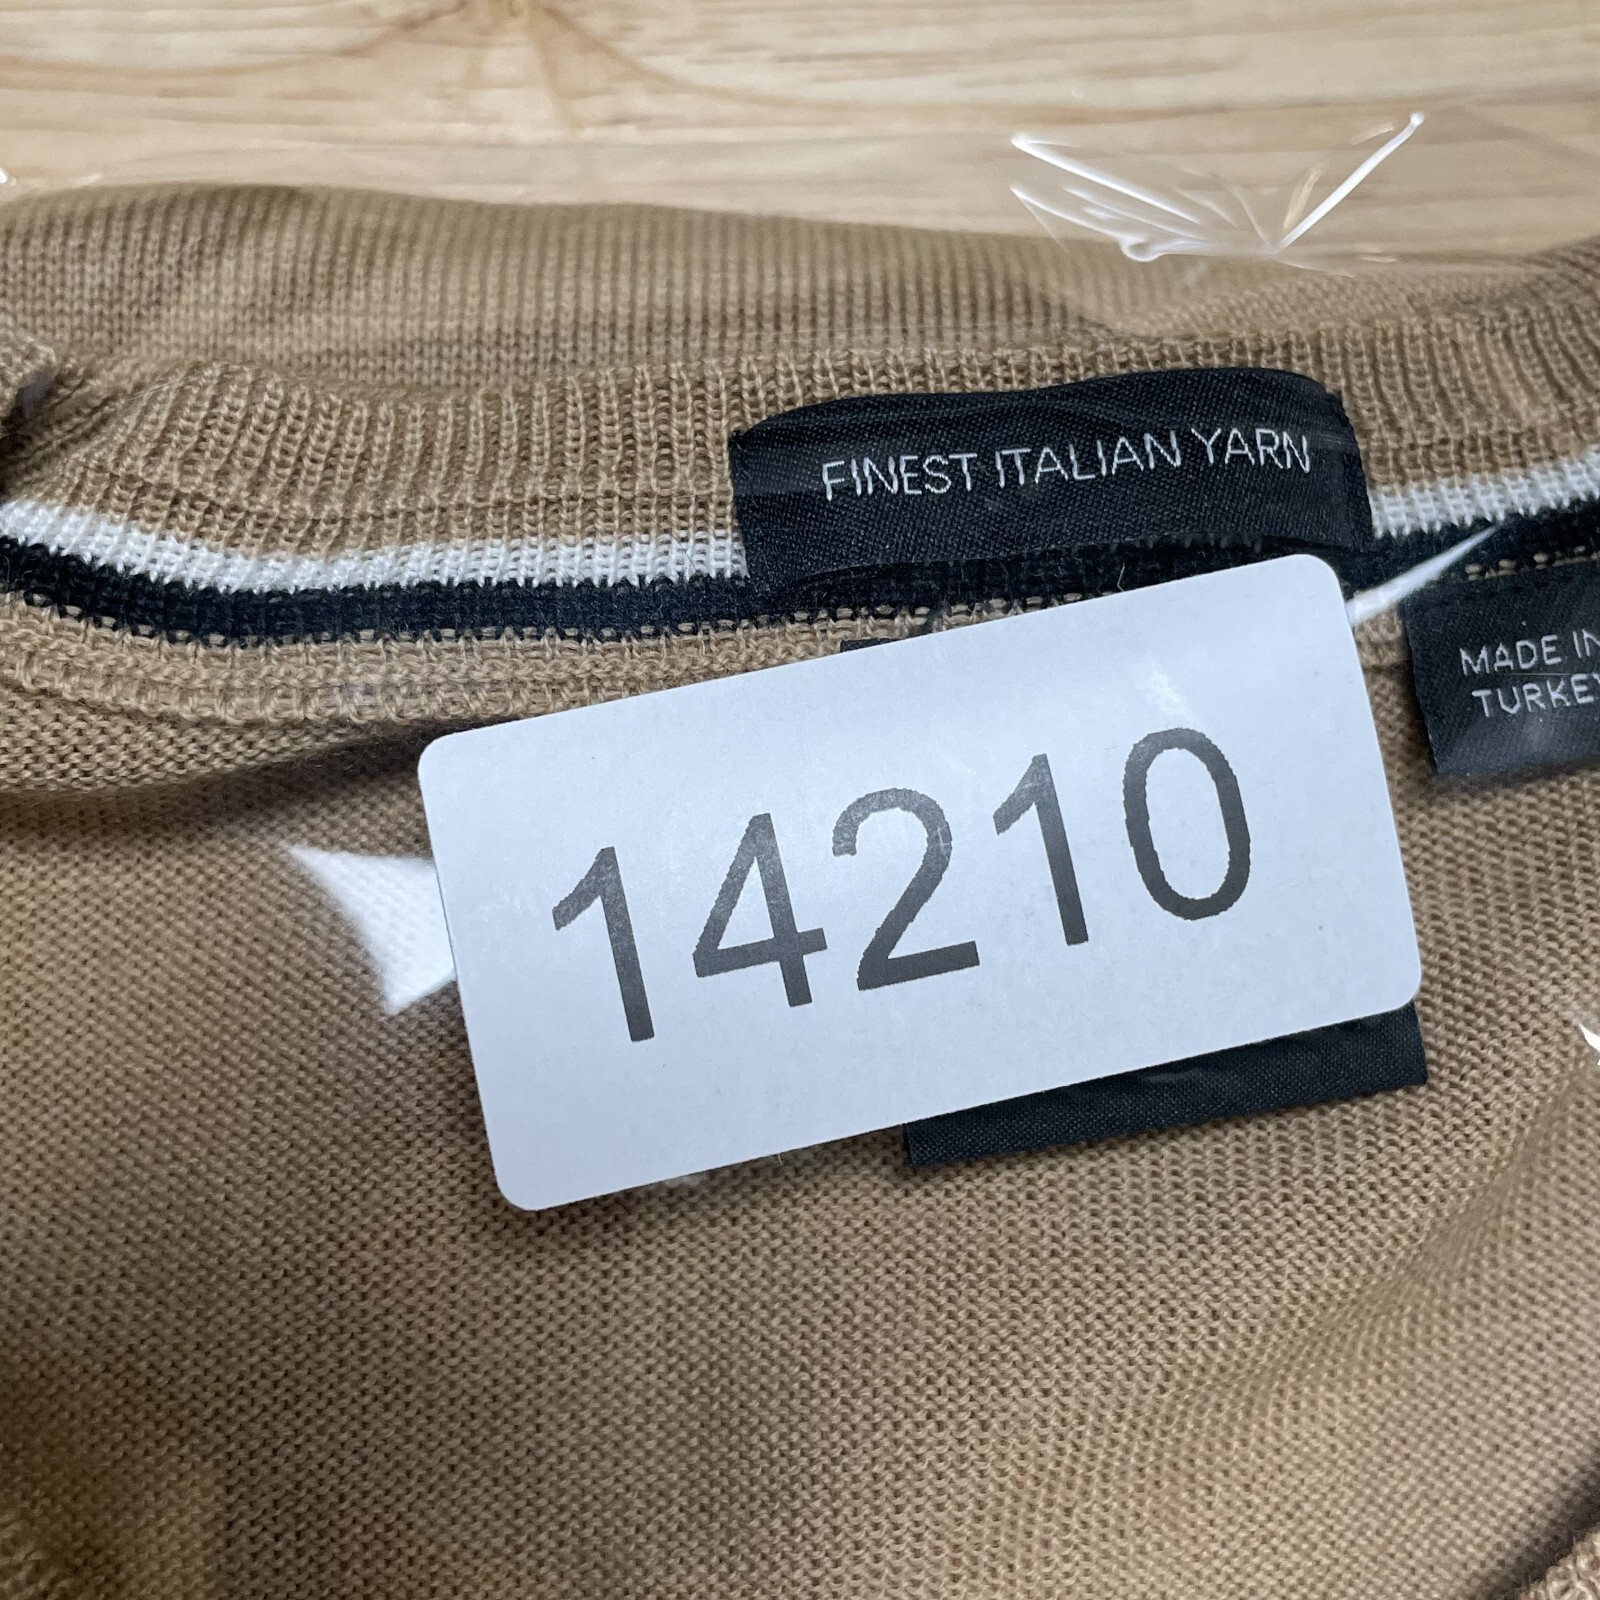 FINEST ITALIAN YARN
MADE IN
TURKEY
14210